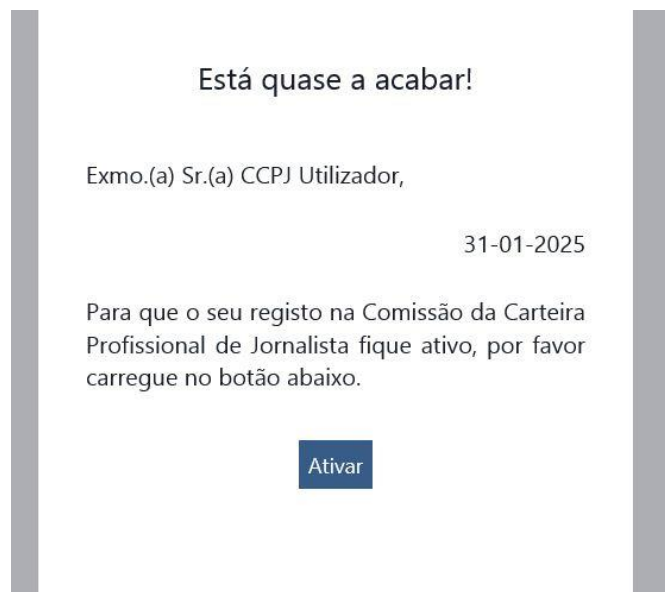 Está quase a acabar!
Exmo.(a) Sr.(a) CCPJ Utilizador,
31-01-2025
Para que o seu registo na Comissão da Carteira
Profissional de Jornalista fique ativo, por favor
carregue no botão abaixo.
Ativar